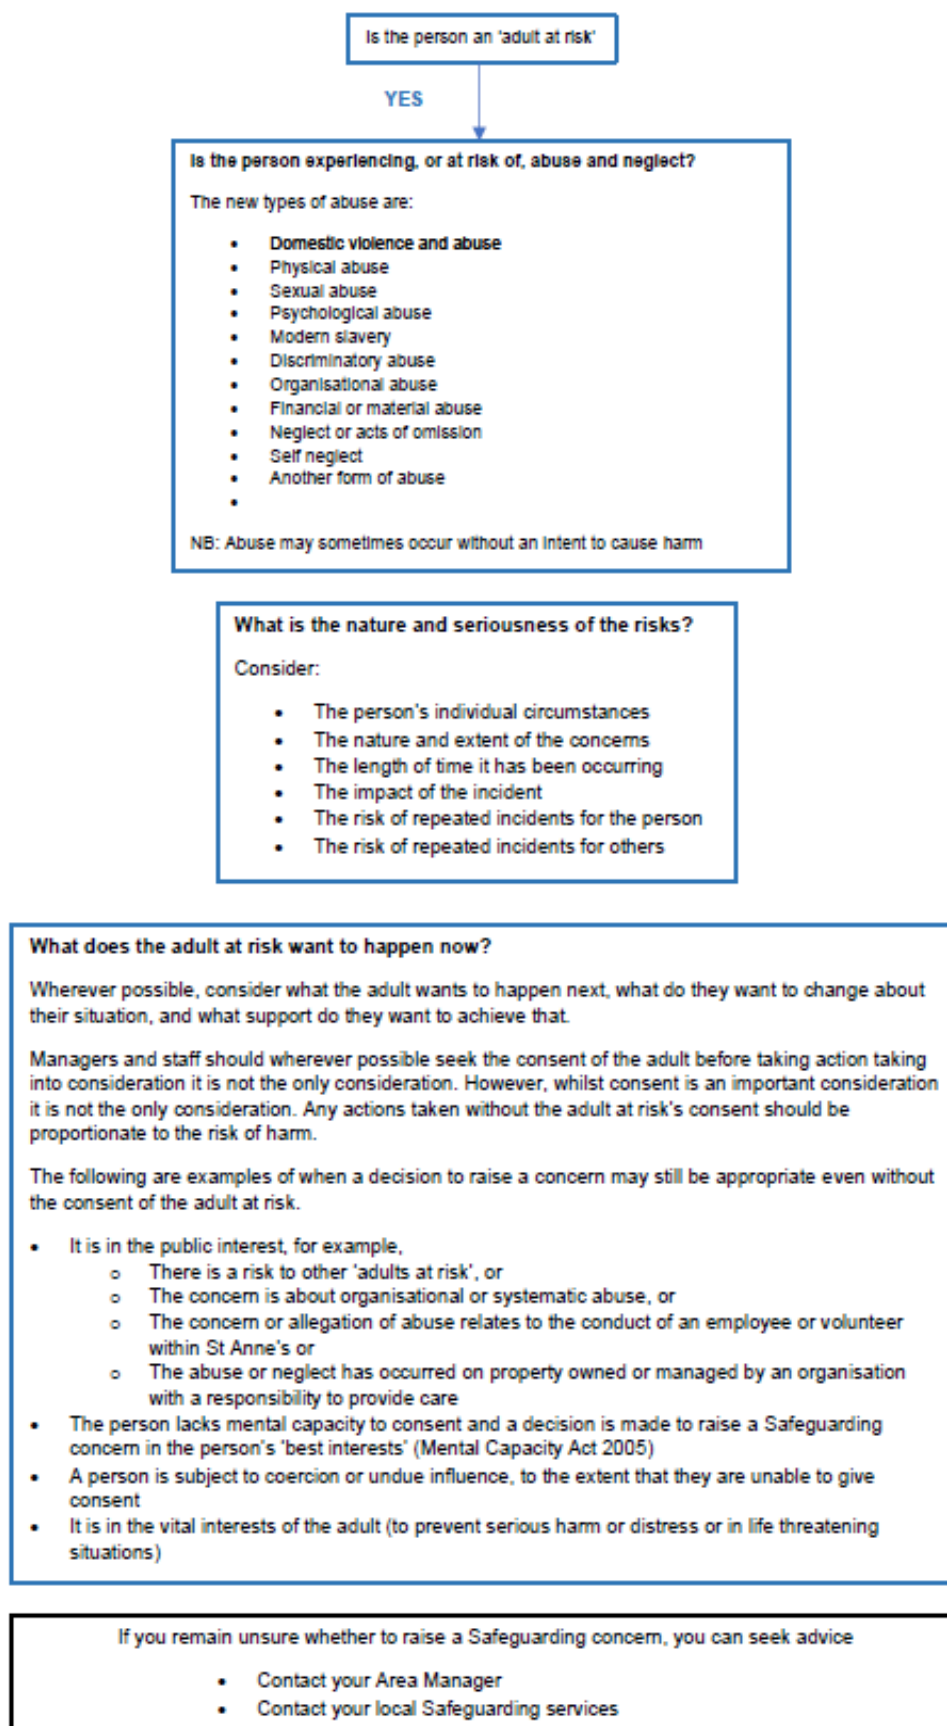 Is the person an 'adult at risk'
YES
Is the person experiencing, or at risk of, abuse and neglect?
The new types of abuse are:
• Domestic violence and abuse
• Physical abuse
• Sexual abuse
• Psychological abuse
• Modern slavery
• Discriminatory abuse
• Organisational abuse
• Financial or material abuse
• Neglect or acts of omission
• Self neglect
• Another form of abuse
•
NB: Abuse may sometimes occur without an intent to cause harm
What is the nature and seriousness of the risks?
Consider:
• The person's individual circumstances
• The nature and extent of the concerns
• The length of time it has been occurring
• The impact of the incident
• The risk of repeated incidents for the person
• The risk of repeated incidents for others
What does the adult at risk want to happen now?
Wherever possible, consider what the adult wants to happen next, what do they want to change about
their situation, and what support do they want to achieve that.
Managers and staff should wherever possible seek the consent of the adult before taking action taking
into consideration it is not the only consideration. However, whilst consent is an important consideration
it is not the only consideration. Any actions taken without the adult at risk's consent should be
proportionate to the risk of harm.
The following are examples of when a decision to raise a concern may still be appropriate even without
the consent of the adult at risk.
• It is in the public interest, for example,
o There is a risk to other 'adults at risk', or
o The concern is about organisational or systematic abuse, or
o The concern or allegation of abuse relates to the conduct of an employee or volunteer
within St Anne's or
o The abuse or neglect has occurred on property owned or managed by an organisation
with a responsibility to provide care
• The person lacks mental capacity to consent and a decision is made to raise a Safeguarding
concern in the person's 'best interests' (Mental Capacity Act 2005)
• A person is subject to coercion or undue influence, to the extent that they are unable to give
consent
• It is in the vital interests of the adult (to prevent serious harm or distress or in life threatening
situations)
If you remain unsure whether to raise a Safeguarding concern, you can seek advice
• Contact your Area Manager
• Contact your local Safeguarding services